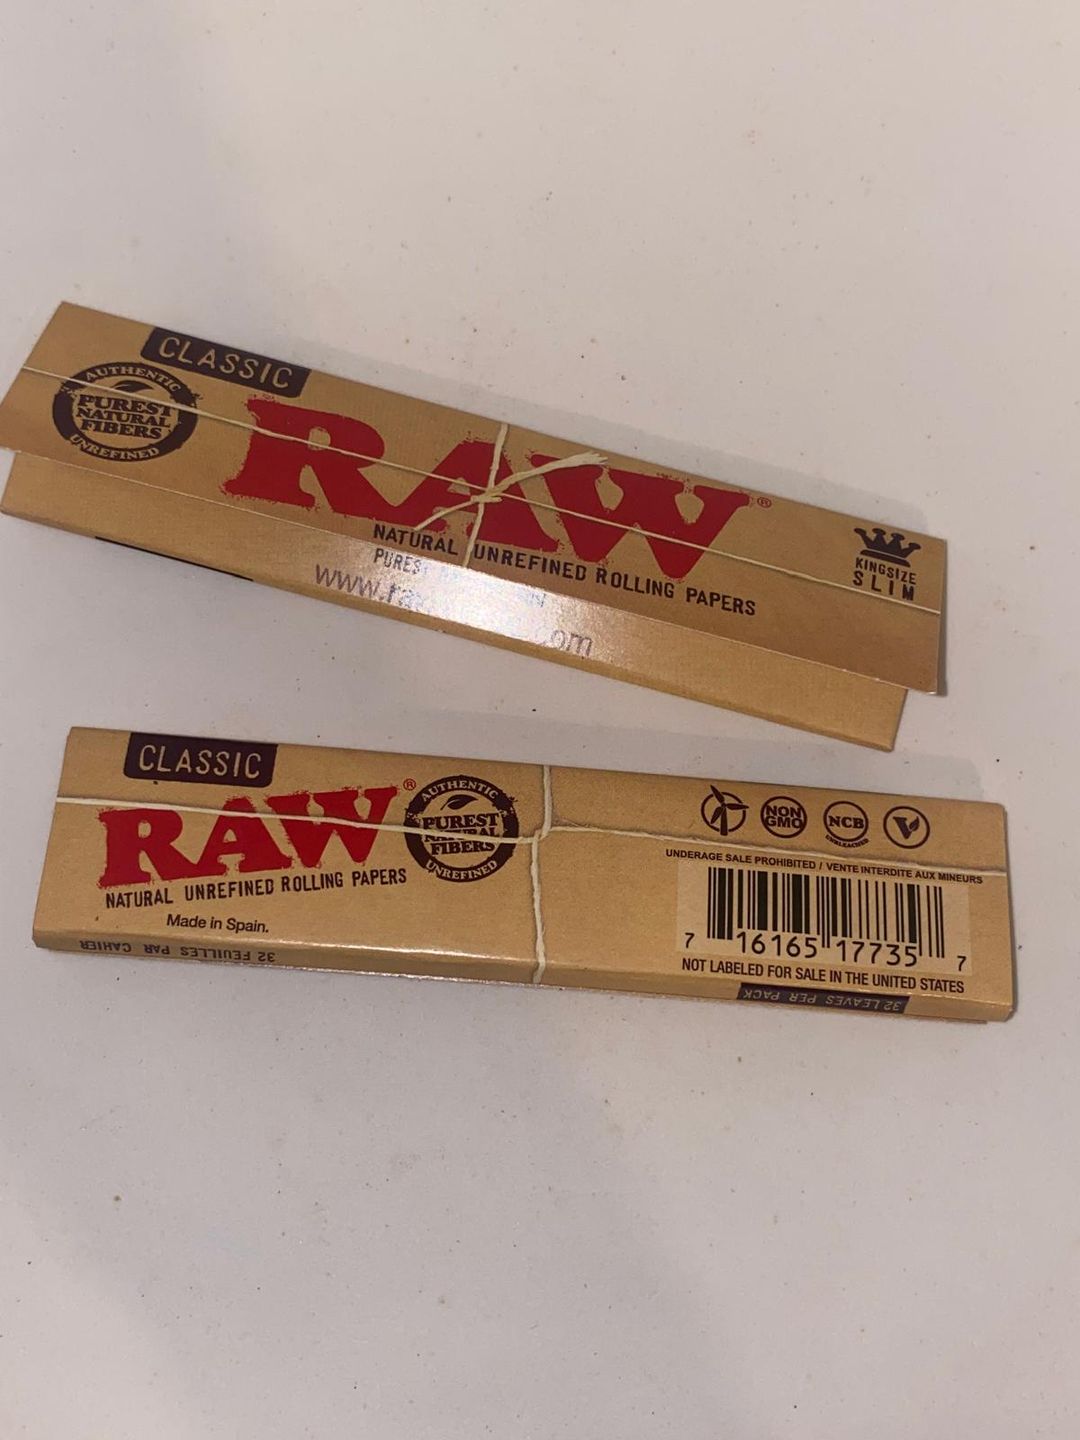 CLASSIC
AUTHENTIC
PUREST
NATURAL
FIBERS
UNREFINED
RAW®
NATURAL UNREFINED ROLLING PAPERS
KINGSIZE
SLIM
www.
CLASSIC
RAW®
NATURAL UNREFINED ROLLING PAPERS
Made in Spain.
AUTHENTIC
PUREST
NATURAL
FIBERS
UNREFINED
NON
GMO
NCB
UNBLEACHED
V
UNDERAGE SALE PROHIBITED / VENTE INTERDITE AUX MINEURS
7 16165 17735 7
NOT LABELED FOR SALE IN THE UNITED STATES
32 FEUILLES PAR CAHIER
32 LEAVES PER PACK